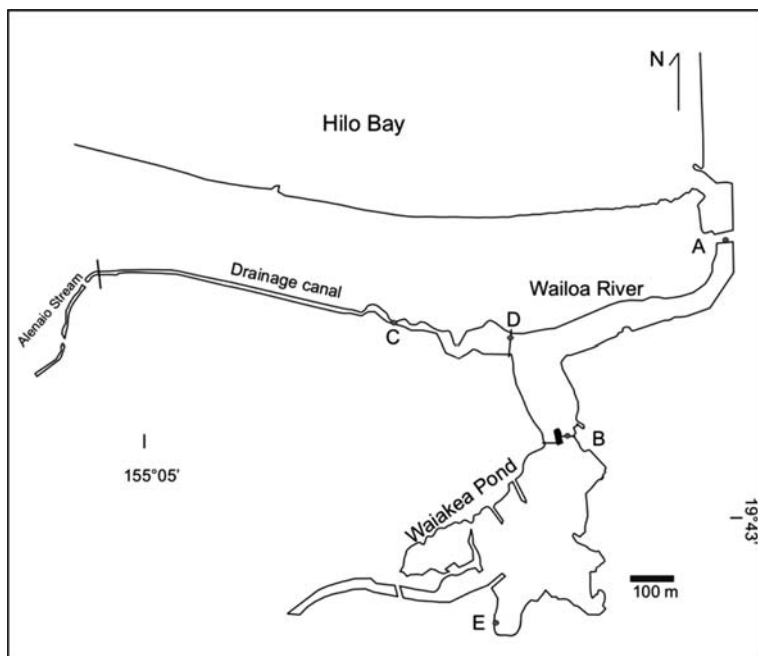 N
Hilo Bay
A
Drainage canal
Wailoa River
Alenaio Stream
D
C
B
155°05'
Waiakea Pond
19°43'
100 m
E